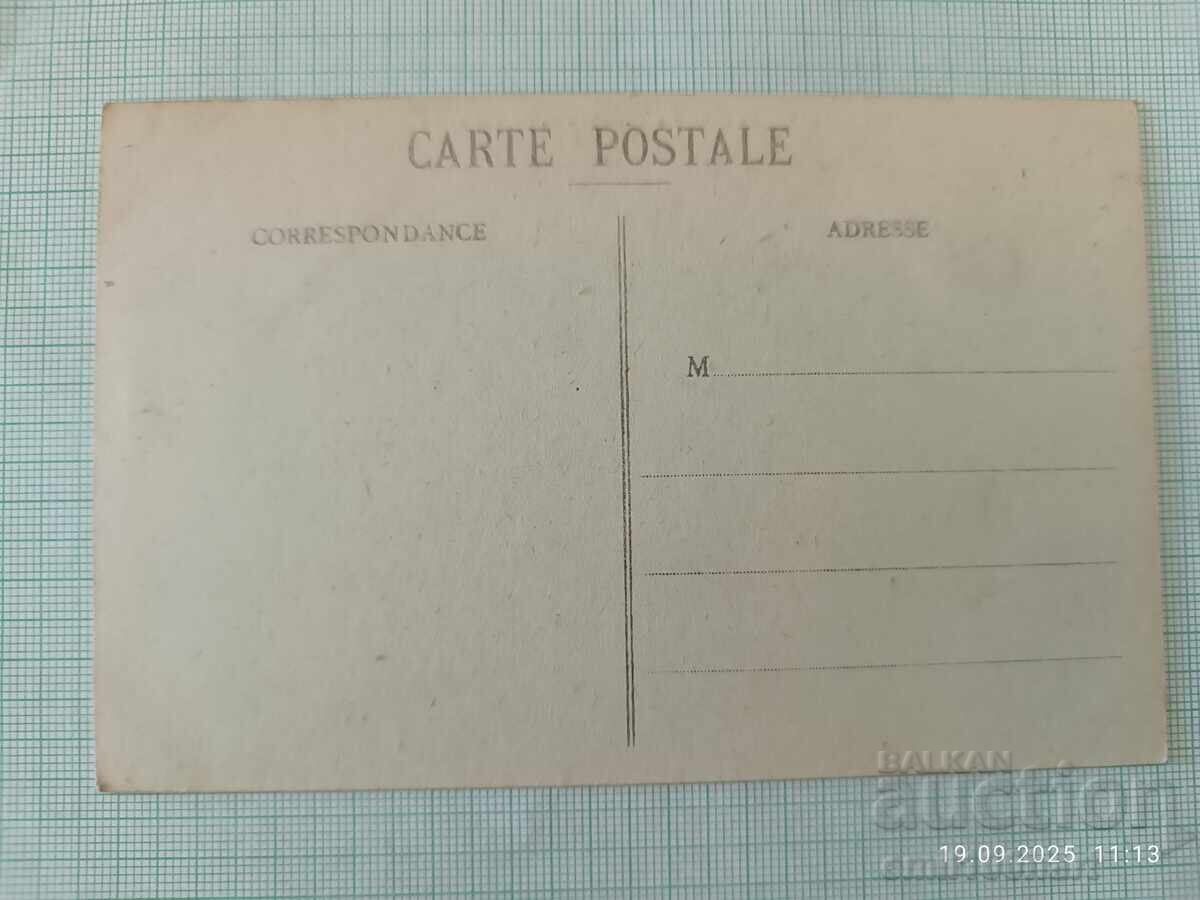 CARTE POSTALE
CORRESPONDANCE
ADRESSE
M
BALKAN
auction
19.09.2025 11:13